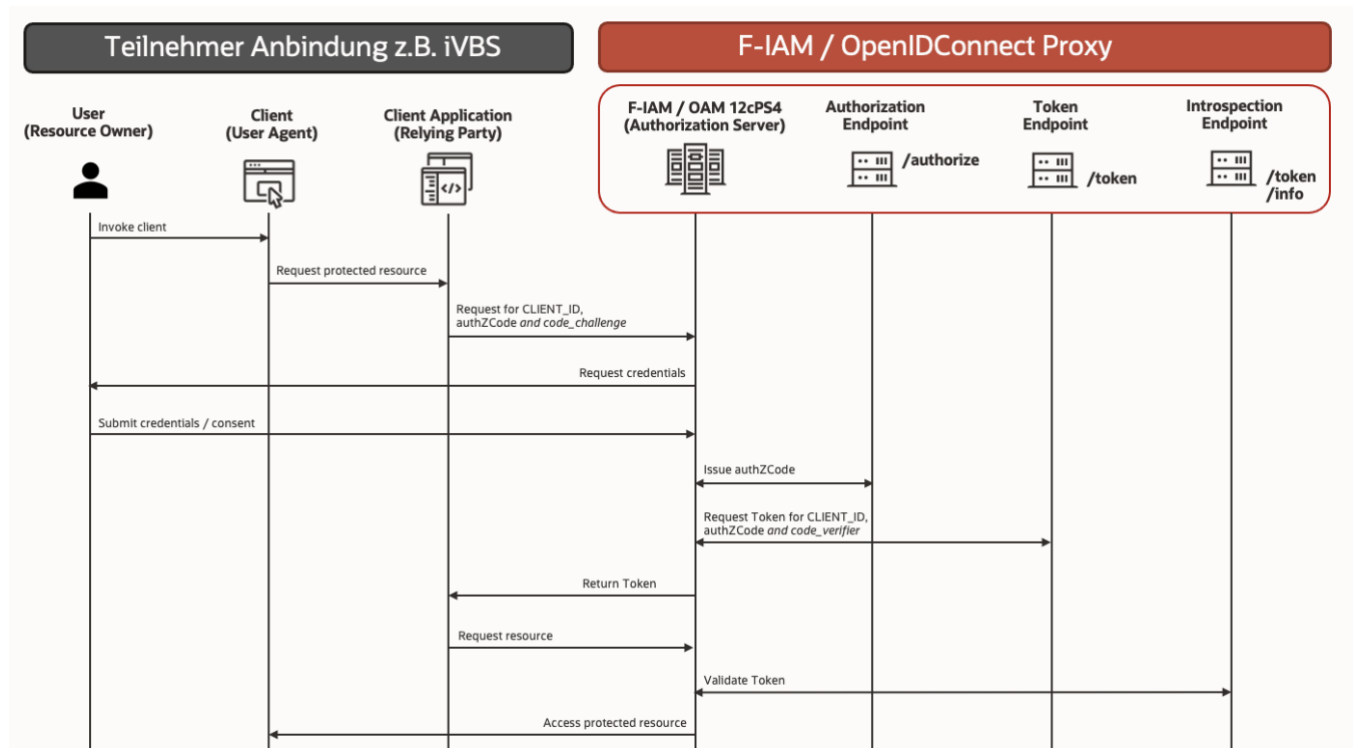 Teilnehmer Anbindung z.B. iVBS
F-IAM / OpenIDConnect Proxy
User
(Resource Owner)
Client
(User Agent)
Client Application
(Relying Party)
F-IAM / OAM 12cPS4
(Authorization Server)
Authorization
Endpoint
/authorize
Token
Endpoint
/token
Introspection
Endpoint
/token
/info
Invoke client
Request protected resource
Request for CLIENT_ID,
authZCode and code_challenge
Request credentials
Submit credentials / consent
Issue authZCode
Request Token for CLIENT_ID,
authZCode and code_verifier
Return Token
Request resource
Validate Token
Access protected resource